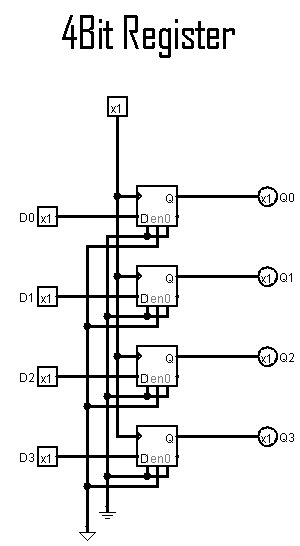 4Bit Register
x1
Q Q0
D0 x1 D en 0 x1
Q Q1
D1 x1 D en 0 x1
Q Q2
D2 x1 D en 0 x1
Q Q3
D3 x1 D en 0 x1